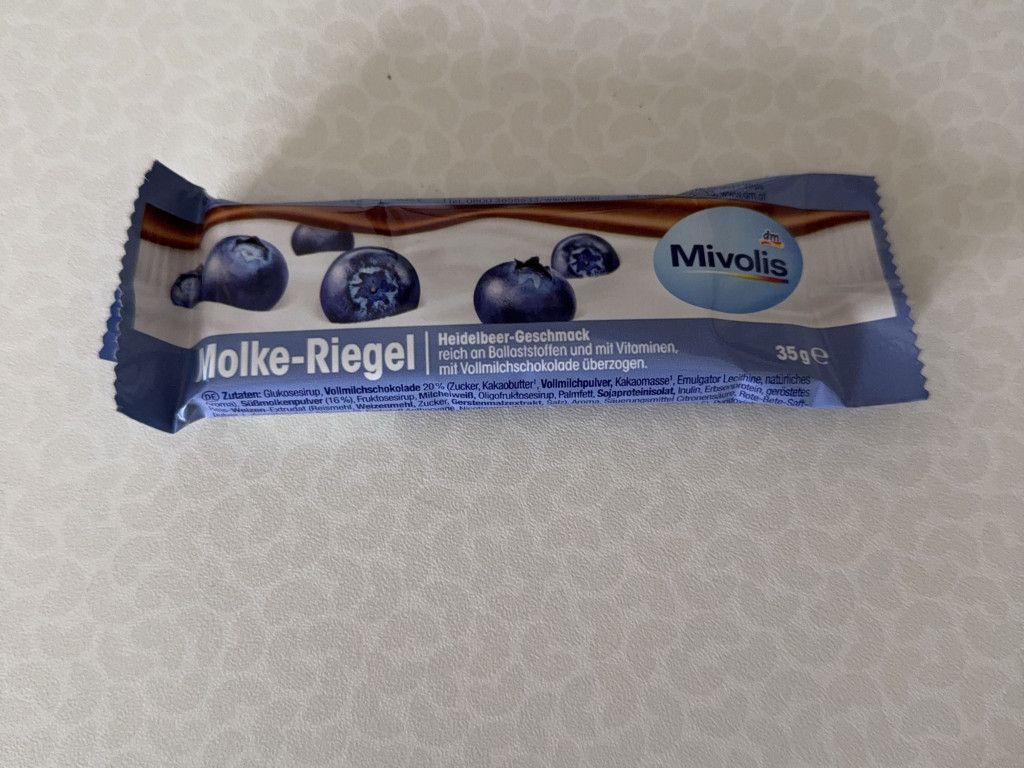 dm
Mivolis
Molke-Riegel
Heidelbeer-Geschmack
reich an Ballaststoffen und mit Vitaminen,
mit Vollmilchschokolade überzogen.
35g℮
DE Zutaten: Glukosesirup, Vollmilchschokolade 20% (Zucker, Kakaobutter¹, Vollmilchpulver, Kakaomasse¹, Emulgator Lecithine, natürliches
Aroma), Süßmolkenpulver (16%), Fruktosesirup, Milcheiweiß, Oligofruktosesirup, Palmfett, Sojaproteinisolat, Inulin, Erbsenprotein, geröstetes
Reis-Weizen-Extrudat (Reismehl, Weizenmehl, Zucker, Gerstenmalzextrakt, Salz), Aroma, Säuerungsmittel Citronensäure, Rote-Bete-Saft-